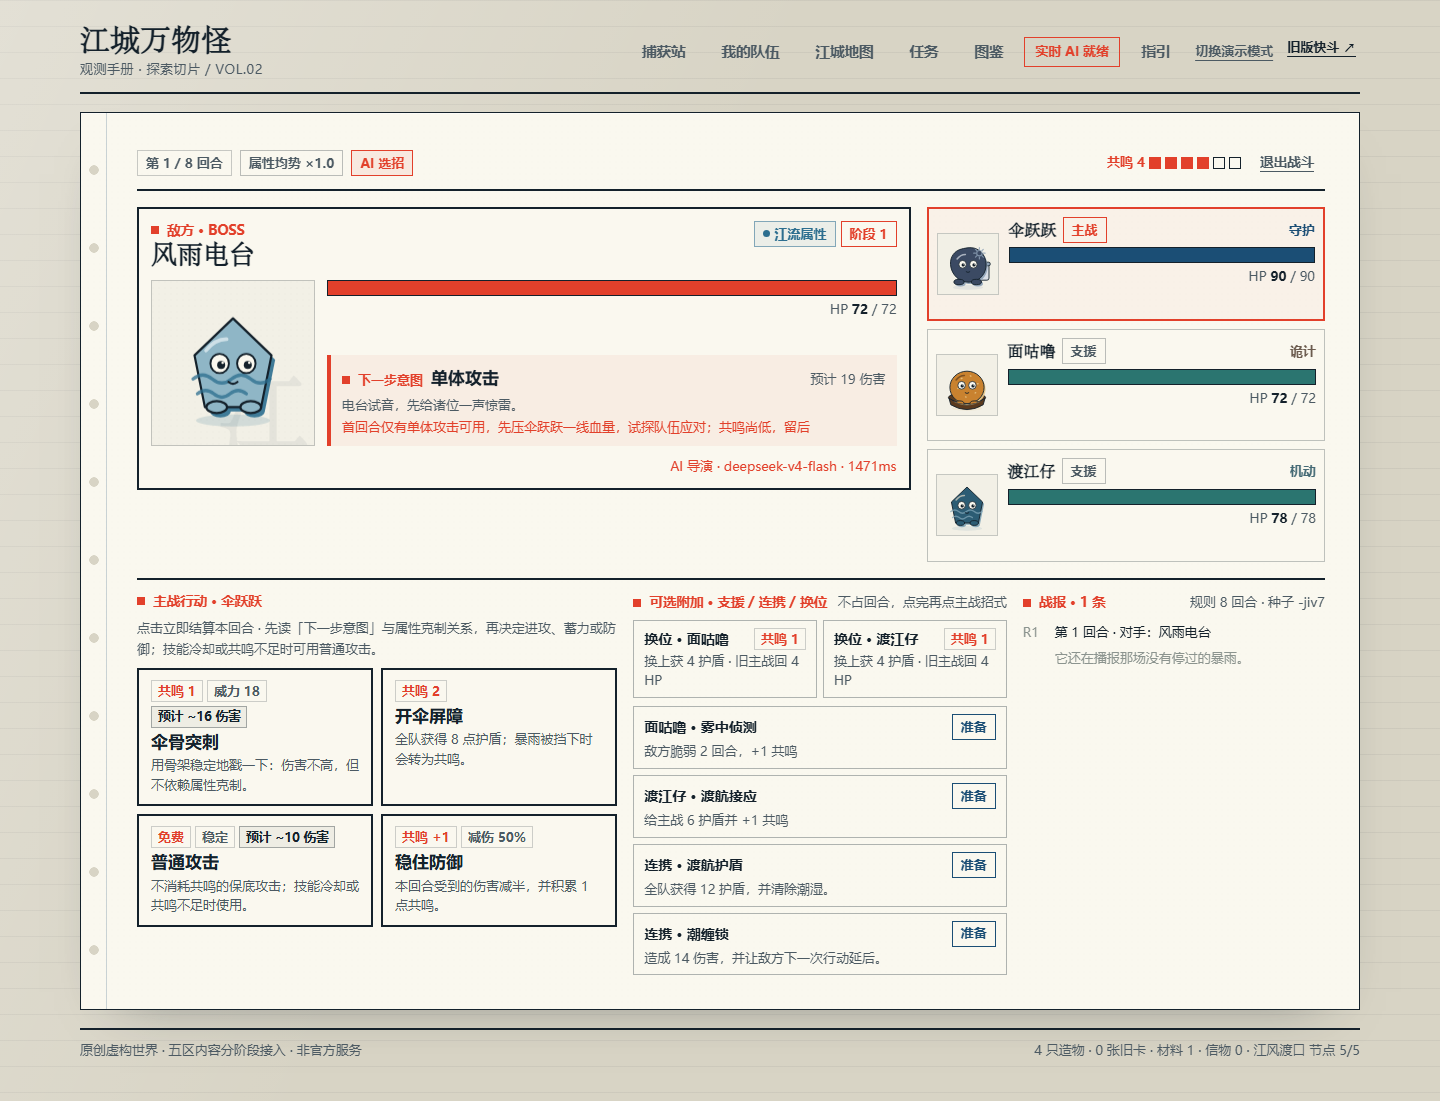 江城万物怪
观测手册 · 探索切片 / VOL.02
捕获站
我的队伍
江城地图
任务
图鉴
实时 AI 就绪
指引
切换演示模式
旧版快斗 ↗
第 1 / 8 回合
属性均势 ×1.0
AI 选招
共鸣 4
退出战斗
敌方 • BOSS
江流属性
阶段 1
风雨电台
HP 72 / 72
下一步意图 单体攻击
预计 19 伤害
电台试音，先给诸位一声惊雷。
首回合仅有单体攻击可用，先压伞跃跃一线血量，试探队伍应对；共鸣尚低，留后
AI 导演 · deepseek-v4-flash · 1471ms
伞跃跃
主战
守护
HP 90 / 90
面咕噜
支援
诡计
HP 72 / 72
渡江仔
支援
机动
HP 78 / 78
主战行动 • 伞跃跃
点击立即结算本回合 · 先读「下一步意图」与属性克制关系，再决定进攻、蓄力或防
御；技能冷却或共鸣不足时可用普通攻击。
共鸣 1
威力 18
预计 ~16 伤害
伞骨突刺
用骨架稳定地戳一下：伤害不高，但
不依赖属性克制。
共鸣 2
开伞屏障
全队获得 8 点护盾；暴雨被挡下时
会转为共鸣。
免费
稳定
预计 ~10 伤害
普通攻击
不消耗共鸣的保底攻击；技能冷却或
共鸣不足时使用。
共鸣 +1
减伤 50%
稳住防御
本回合受到的伤害减半，并积累 1
点共鸣。
可选附加 • 支援 / 连携 / 换位
不占回合，点完再点主战招式
换位 • 面咕噜
共鸣 1
换上获 4 护盾 · 旧主战回 4
HP
换位 • 渡江仔
共鸣 1
换上获 4 护盾 · 旧主战回 4
HP
面咕噜 • 雾中侦测
准备
敌方脆弱 2 回合，+1 共鸣
渡江仔 • 渡航接应
准备
给主战 6 护盾并 +1 共鸣
连携 • 渡航护盾
准备
全队获得 12 护盾，并清除潮湿。
连携 • 潮缠锁
准备
造成 14 伤害，并让敌方下一次行动延后。
战报 • 1 条
规则 8 回合 · 种子 -jiv7
R1 第 1 回合 · 对手：风雨电台
它还在播报那场没有停过的暴雨。
原创虚构世界 · 五区内容分阶段接入 · 非官方服务
4 只造物 · 0 张旧卡 · 材料 1 · 信物 0 · 江风渡口 节点 5/5